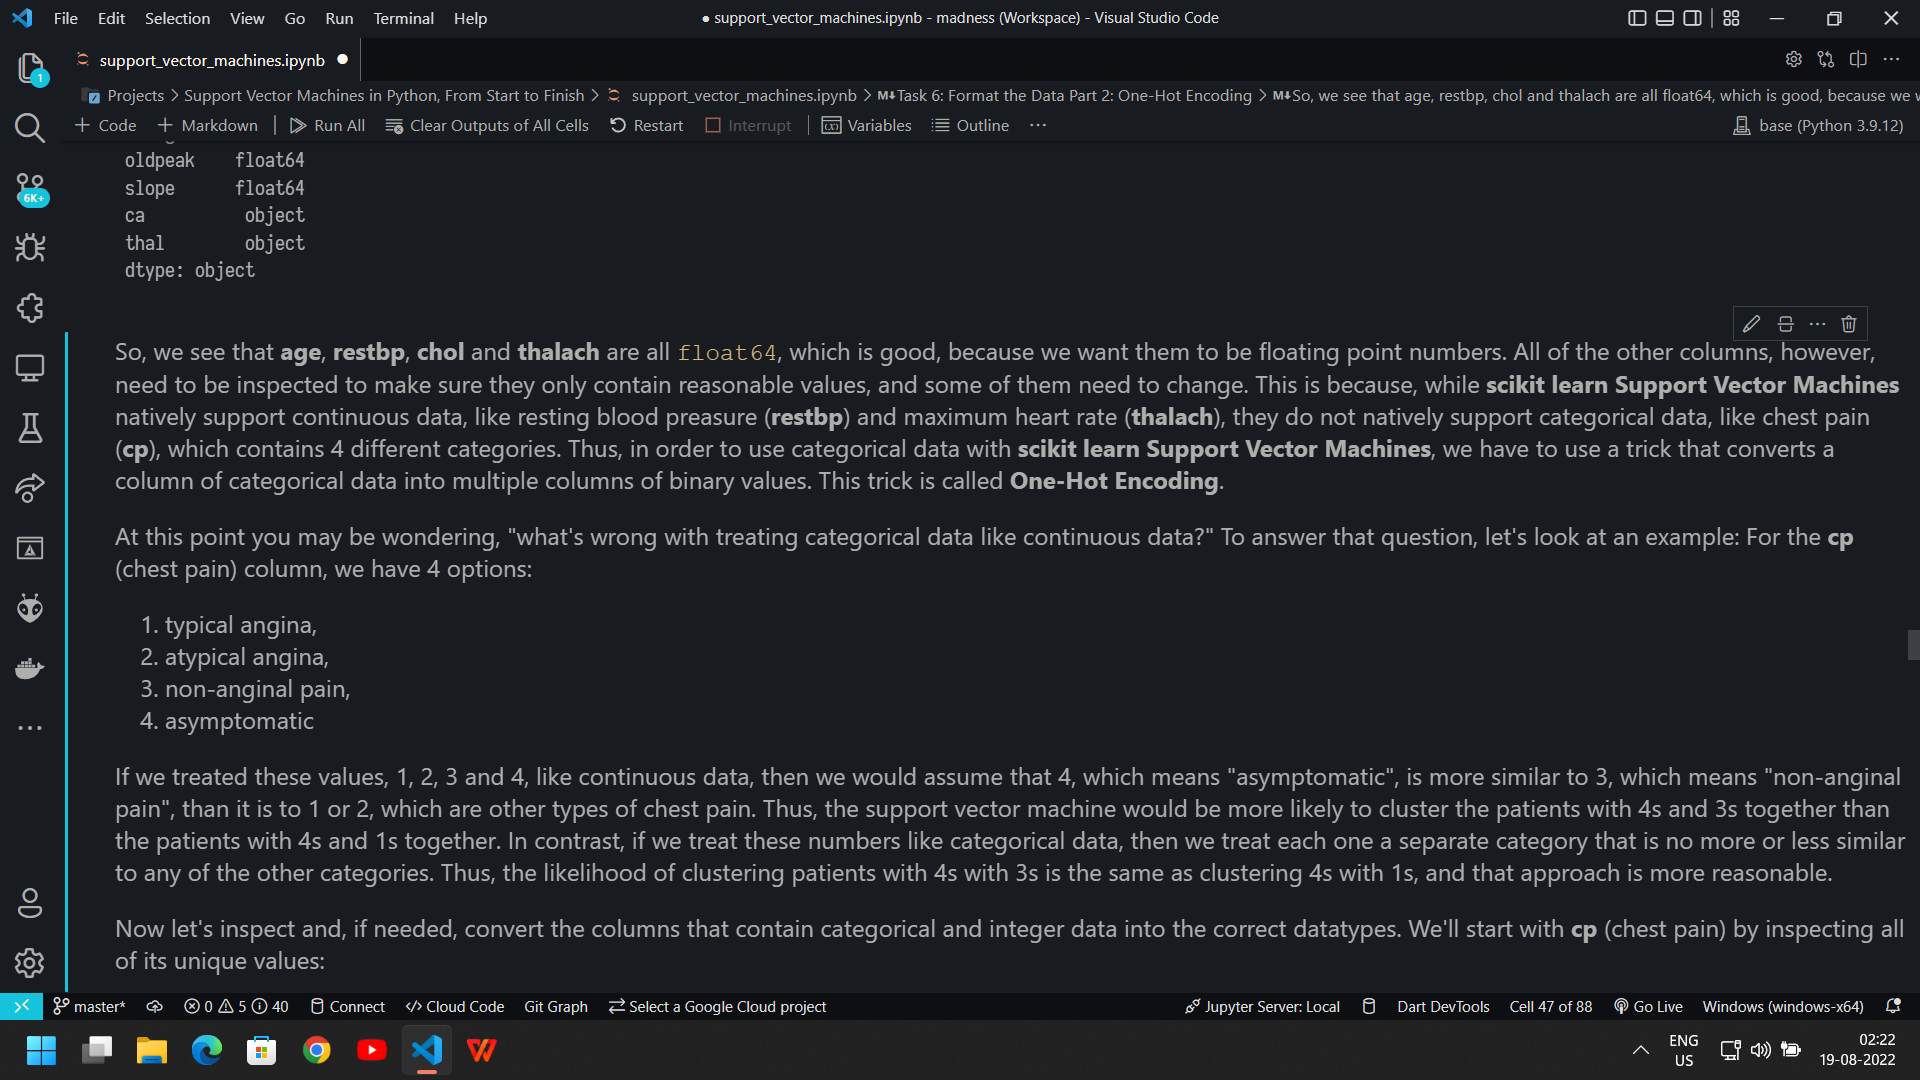 File Edit Selection View Go Run Terminal Help
● support_vector_machines.ipynb - madness (Workspace) - Visual Studio Code
1
support_vector_machines.ipynb
Projects > Support Vector Machines in Python, From Start to Finish > support_vector_machines.ipynb > M↓Task 6: Format the Data Part 2: One-Hot Encoding > M↓So, we see that age, restbp, chol and thalach are all float64, which is good, because we
+ Code + Markdown Run All Clear Outputs of All Cells Restart Interrupt Variables Outline ··· base (Python 3.9.12)
oldpeak float64
slope float64
6K+
ca object
thal object
dtype: object
So, we see that age, restbp, chol and thalach are all float64, which is good, because we want them to be floating point numbers. All of the other columns, however,
need to be inspected to make sure they only contain reasonable values, and some of them need to change. This is because, while scikit learn Support Vector Machines
natively support continuous data, like resting blood preasure (restbp) and maximum heart rate (thalach), they do not natively support categorical data, like chest pain
(cp), which contains 4 different categories. Thus, in order to use categorical data with scikit learn Support Vector Machines, we have to use a trick that converts a
column of categorical data into multiple columns of binary values. This trick is called One-Hot Encoding.
At this point you may be wondering, "what's wrong with treating categorical data like continuous data?" To answer that question, let's look at an example: For the cp
(chest pain) column, we have 4 options:
1. typical angina,
2. atypical angina,
3. non-anginal pain,
4. asymptomatic
If we treated these values, 1, 2, 3 and 4, like continuous data, then we would assume that 4, which means "asymptomatic", is more similar to 3, which means "non-anginal
pain", than it is to 1 or 2, which are other types of chest pain. Thus, the support vector machine would be more likely to cluster the patients with 4s and 3s together than
the patients with 4s and 1s together. In contrast, if we treat these numbers like categorical data, then we treat each one a separate category that is no more or less similar
to any of the other categories. Thus, the likelihood of clustering patients with 4s with 3s is the same as clustering 4s with 1s, and that approach is more reasonable.
Now let's inspect and, if needed, convert the columns that contain categorical and integer data into the correct datatypes. We'll start with cp (chest pain) by inspecting all
of its unique values:
master* 0 5 40 Connect Cloud Code Git Graph Select a Google Cloud project Jupyter Server: Local Dart DevTools Cell 47 of 88 Go Live Windows (windows-x64)
ENG
US
02:22
19-08-2022